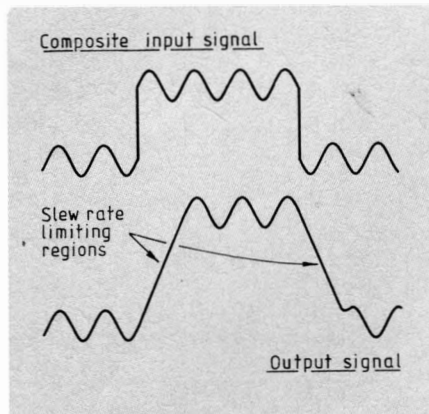 Composite input signal
Slew rate
limiting
regions
Output signal